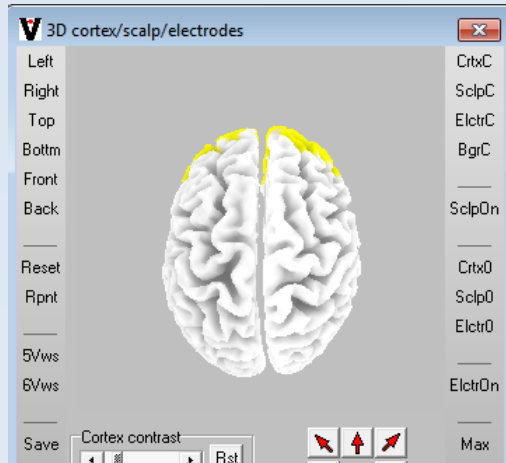 3D cortex/scalp/electrodes
Left
Right
Top
Bottm
Front
Back
Reset
Rpnt
5Vws
6Vws
Save
Cortex contrast
Rst
CrtxC
SclpC
ElctrC
BgrC
SclpOn
Crtx0
Sclp0
Elctr0
ElctrOn
Max